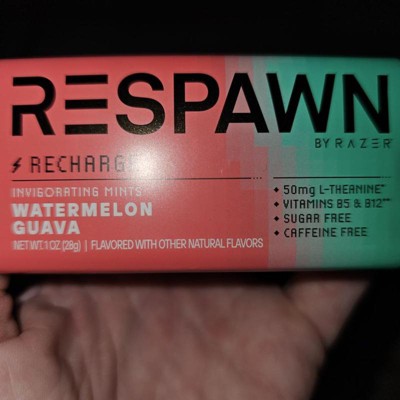 RESPAWN
BY RAZER
RECHARGE
INVIGORATING MINTS
WATERMELON
GUAVA
NET WT. 1 OZ (28g) | FLAVORED WITH OTHER NATURAL FLAVORS
• 50mg L-THEANINE**
• VITAMINS B5 & B12**
• SUGAR FREE
• CAFFEINE FREE